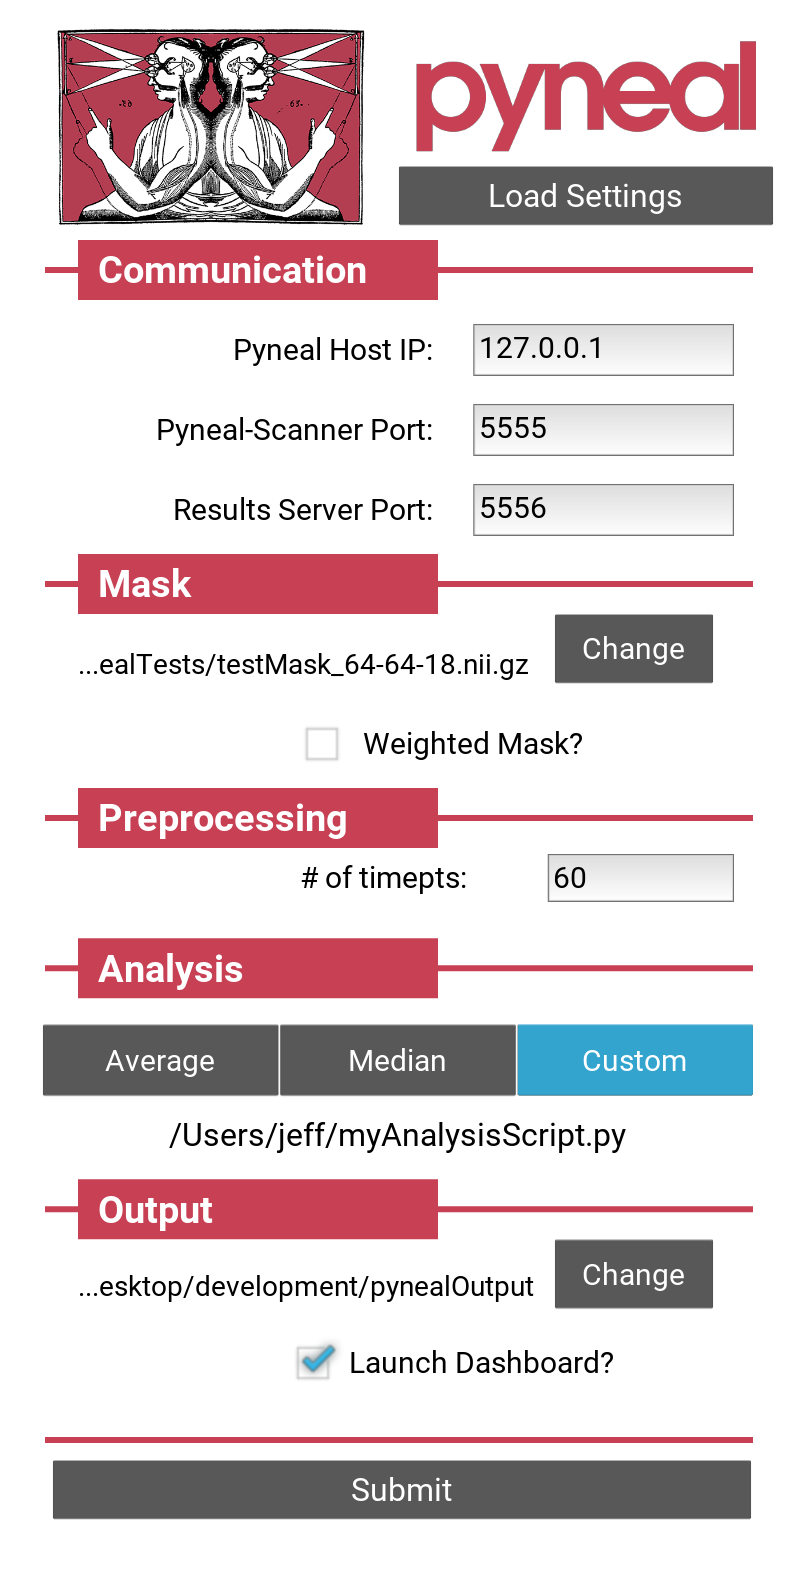 pyneal
Load Settings
Communication
Pyneal Host IP: 127.0.0.1
Pyneal-Scanner Port: 5555
Results Server Port: 5556
Mask
...ealTests/testMask_64-64-18.nii.gz Change
Weighted Mask?
Preprocessing
# of timepts: 60
Analysis
Average Median Custom
/Users/jeff/myAnalysisScript.py
Output
...esktop/development/pynealOutput Change
Launch Dashboard?
Submit